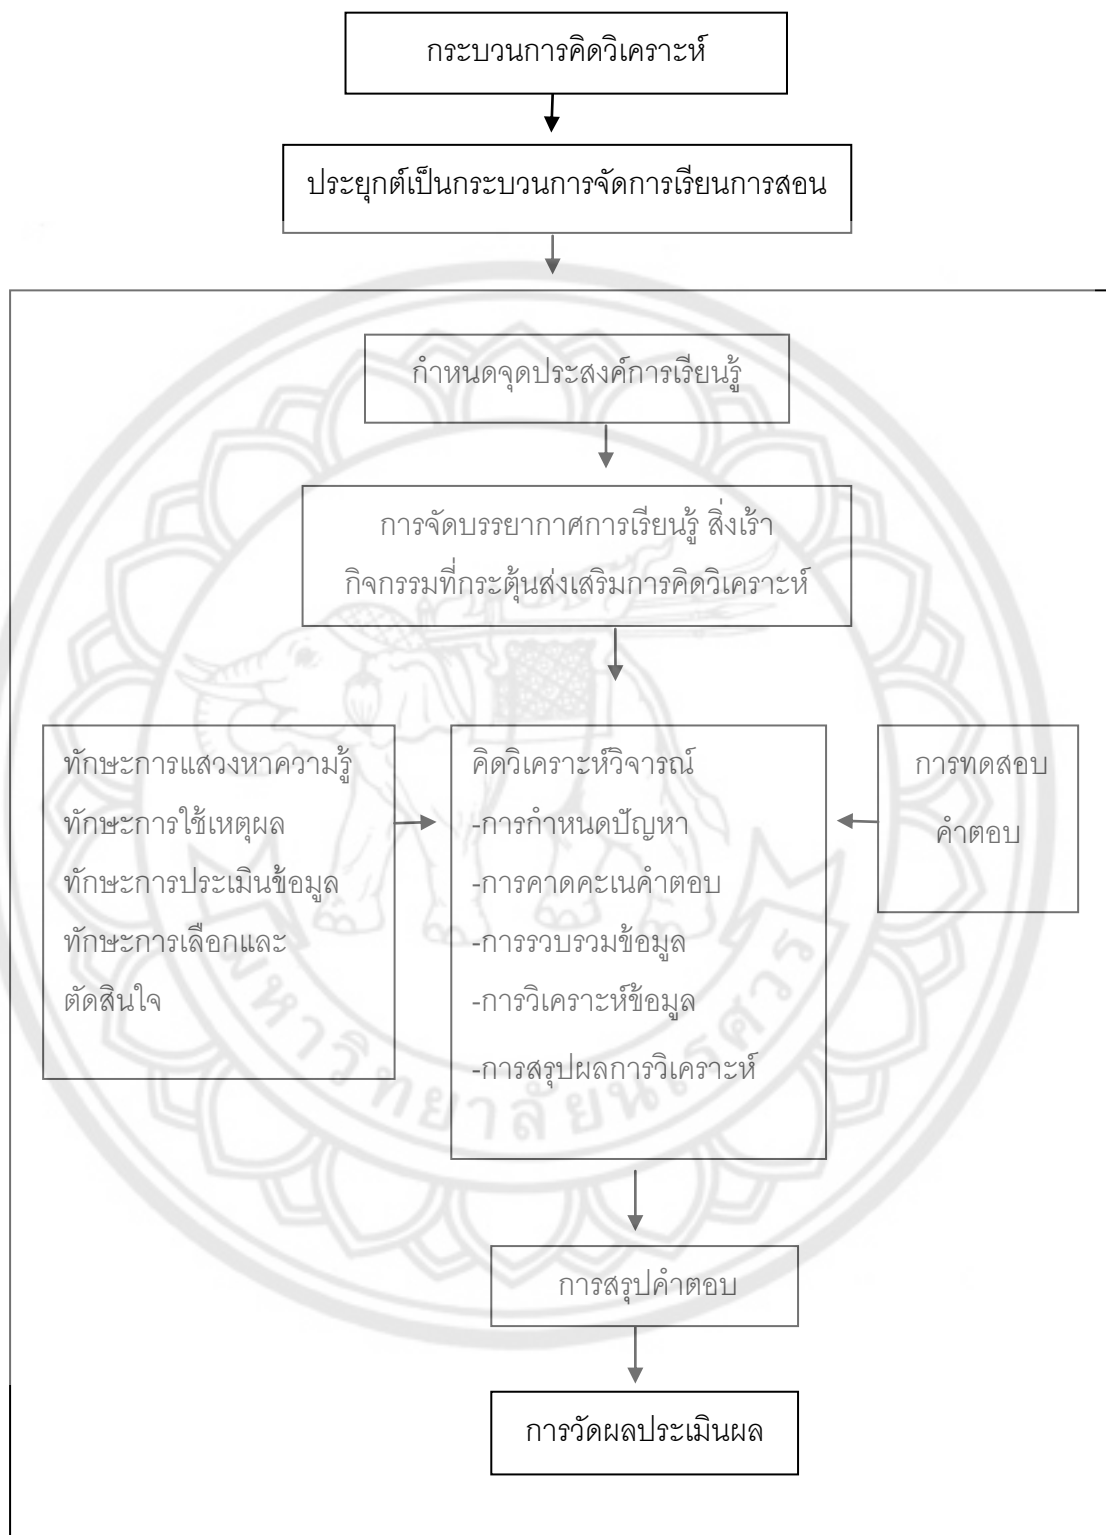 กระบวนการคิดวิเคราะห์
ประยุกต์เป็นกระบวนการจัดการเรียนการสอน
กำหนดจุดประสงค์การเรียนรู้
การจัดบรรยากาศการเรียนรู้ สิ่งเร้า
กิจกรรมที่กระตุ้นส่งเสริมการคิดวิเคราะห์
ทักษะการแสวงหาความรู้
ทักษะการใช้เหตุผล
ทักษะการประเมินข้อมูล
ทักษะการเลือกและ
ตัดสินใจ
คิดวิเคราะห์วิจารณ์
-การกำหนดปัญหา
-การคาดคะเนคำตอบ
-การรวบรวมข้อมูล
-การวิเคราะห์ข้อมูล
-การสรุปผลการวิเคราะห์
การทดสอบ
คำตอบ
การสรุปคำตอบ
การวัดผลประเมินผล
มหาวิทยาลัยนเรศวร